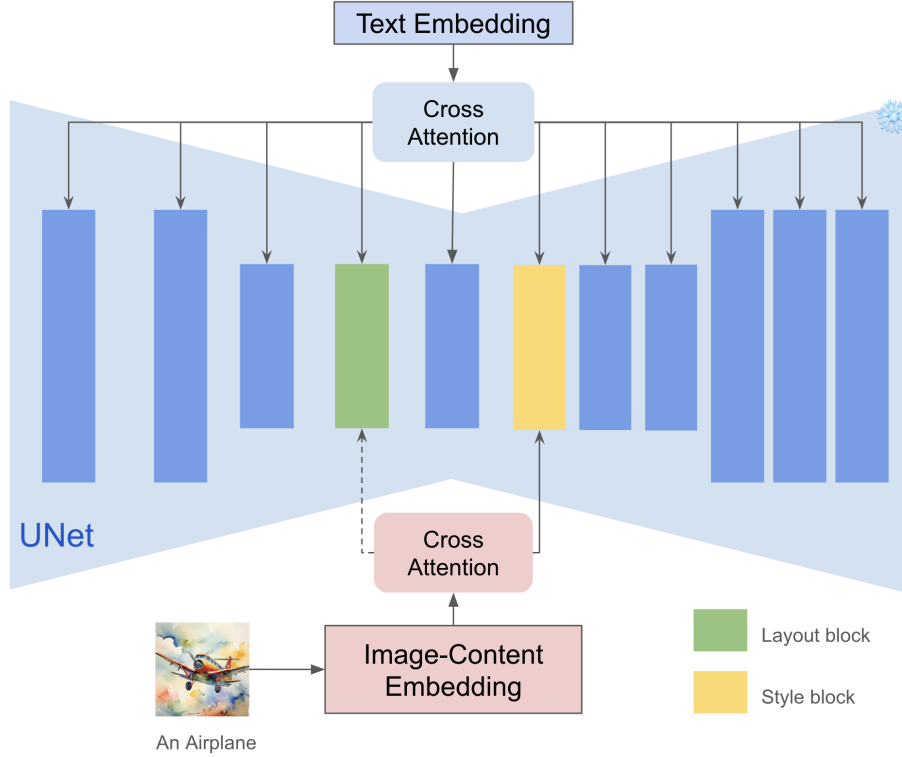 Text Embedding
Cross
Attention
UNet
Cross
Attention
Image-Content
Embedding
An Airplane
Layout block
Style block